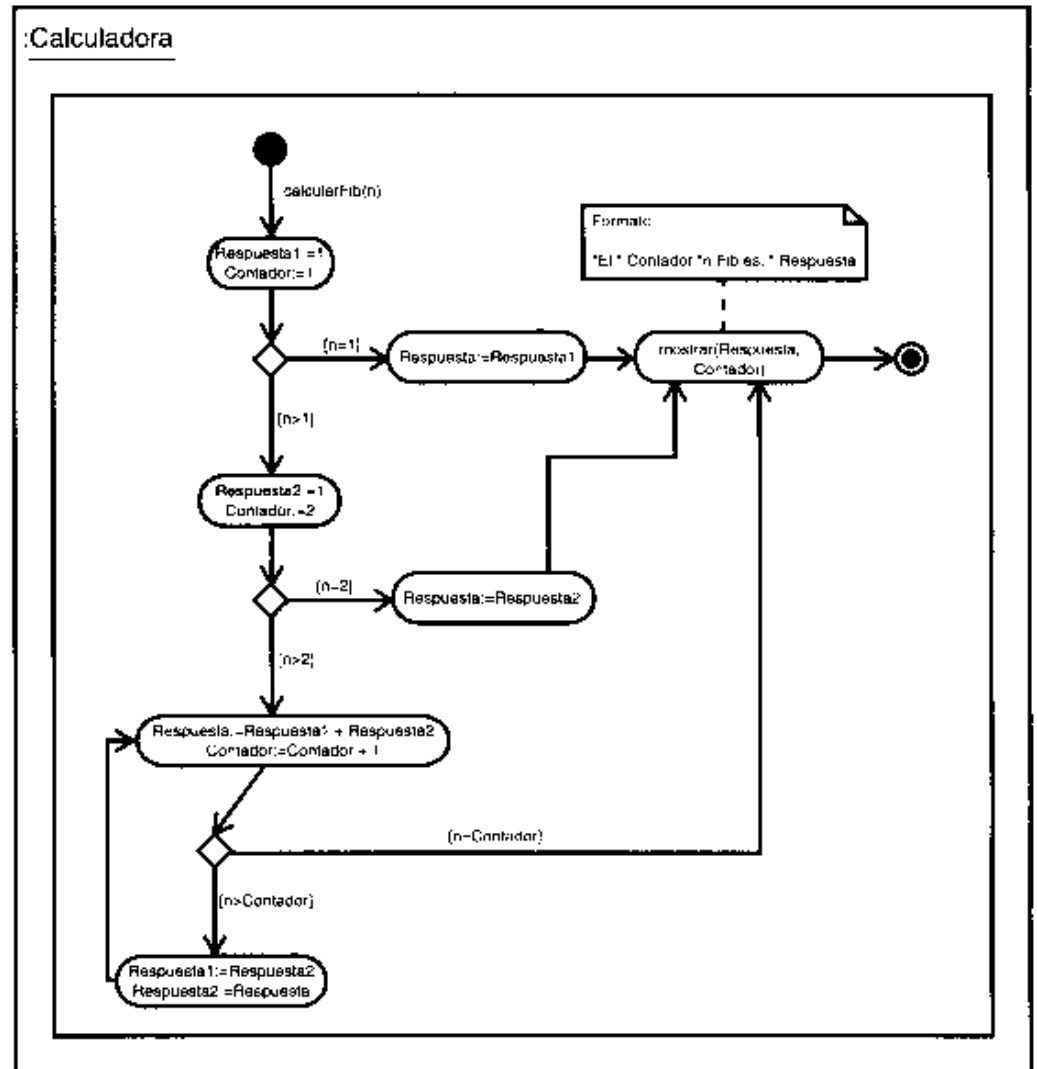 :Calculadora
calcularFib(n)
Respuesta1:=1
Contador:=1
[n=1]
Respuesta:=Respuesta1
Formato:
"El " Contador "n Fib es: " Respuesta
mostrar(Respuesta,
Contador)
[n>1]
Respuesta2:=1
Contador:=2
[n=2]
Respuesta:=Respuesta2
[n>2]
Respuesta:=Respuesta1 + Respuesta2
Contador:=Contador + 1
[n=Contador]
[n>Contador]
Respuesta1:=Respuesta2
Respuesta2:=Respuesta